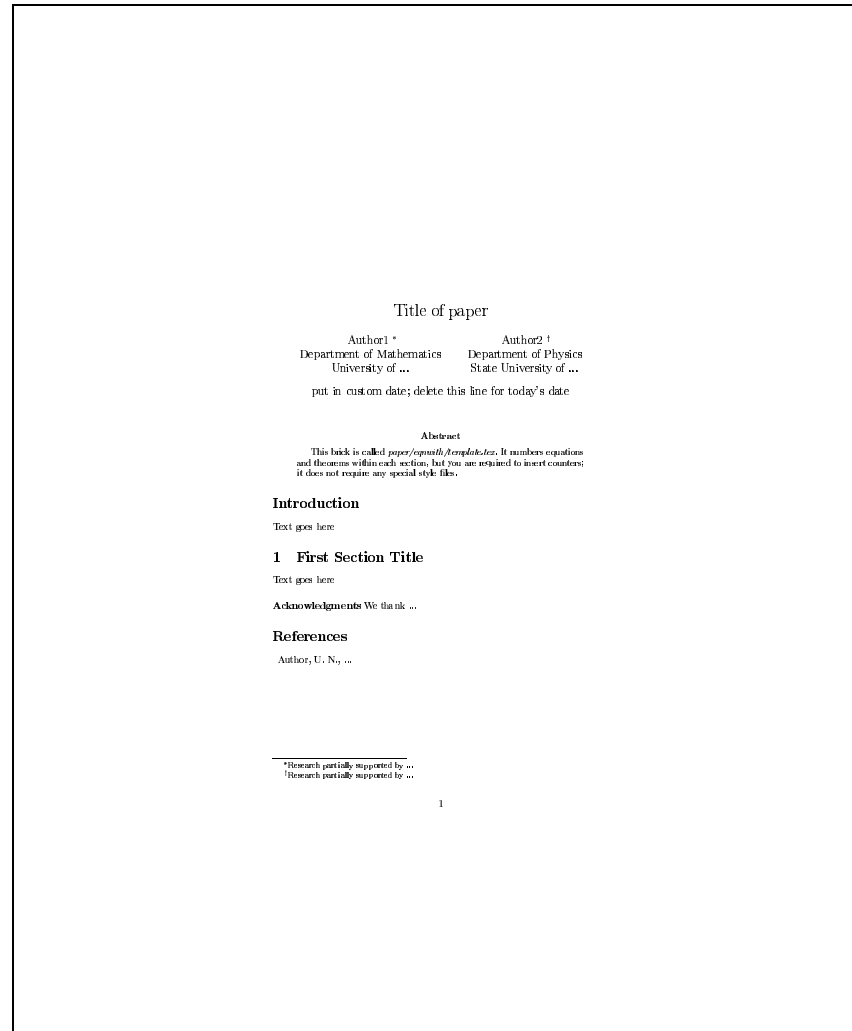 Title of paper
Author1 * Author2 †
Department of Mathematics Department of Physics
University of ... State University of ...
put in custom date; delete this line for today's date
Abstract
This brick is called paper/eqnwith/template.tex. It numbers equations
and theorems within each section, but you are required to insert counters;
it does not require any special style files.
Introduction
Text goes here
1 First Section Title
Text goes here
Acknowledgments We thank ...
References
Author, U. N., ...
*Research partially supported by ...
†Research partially supported by ...
1